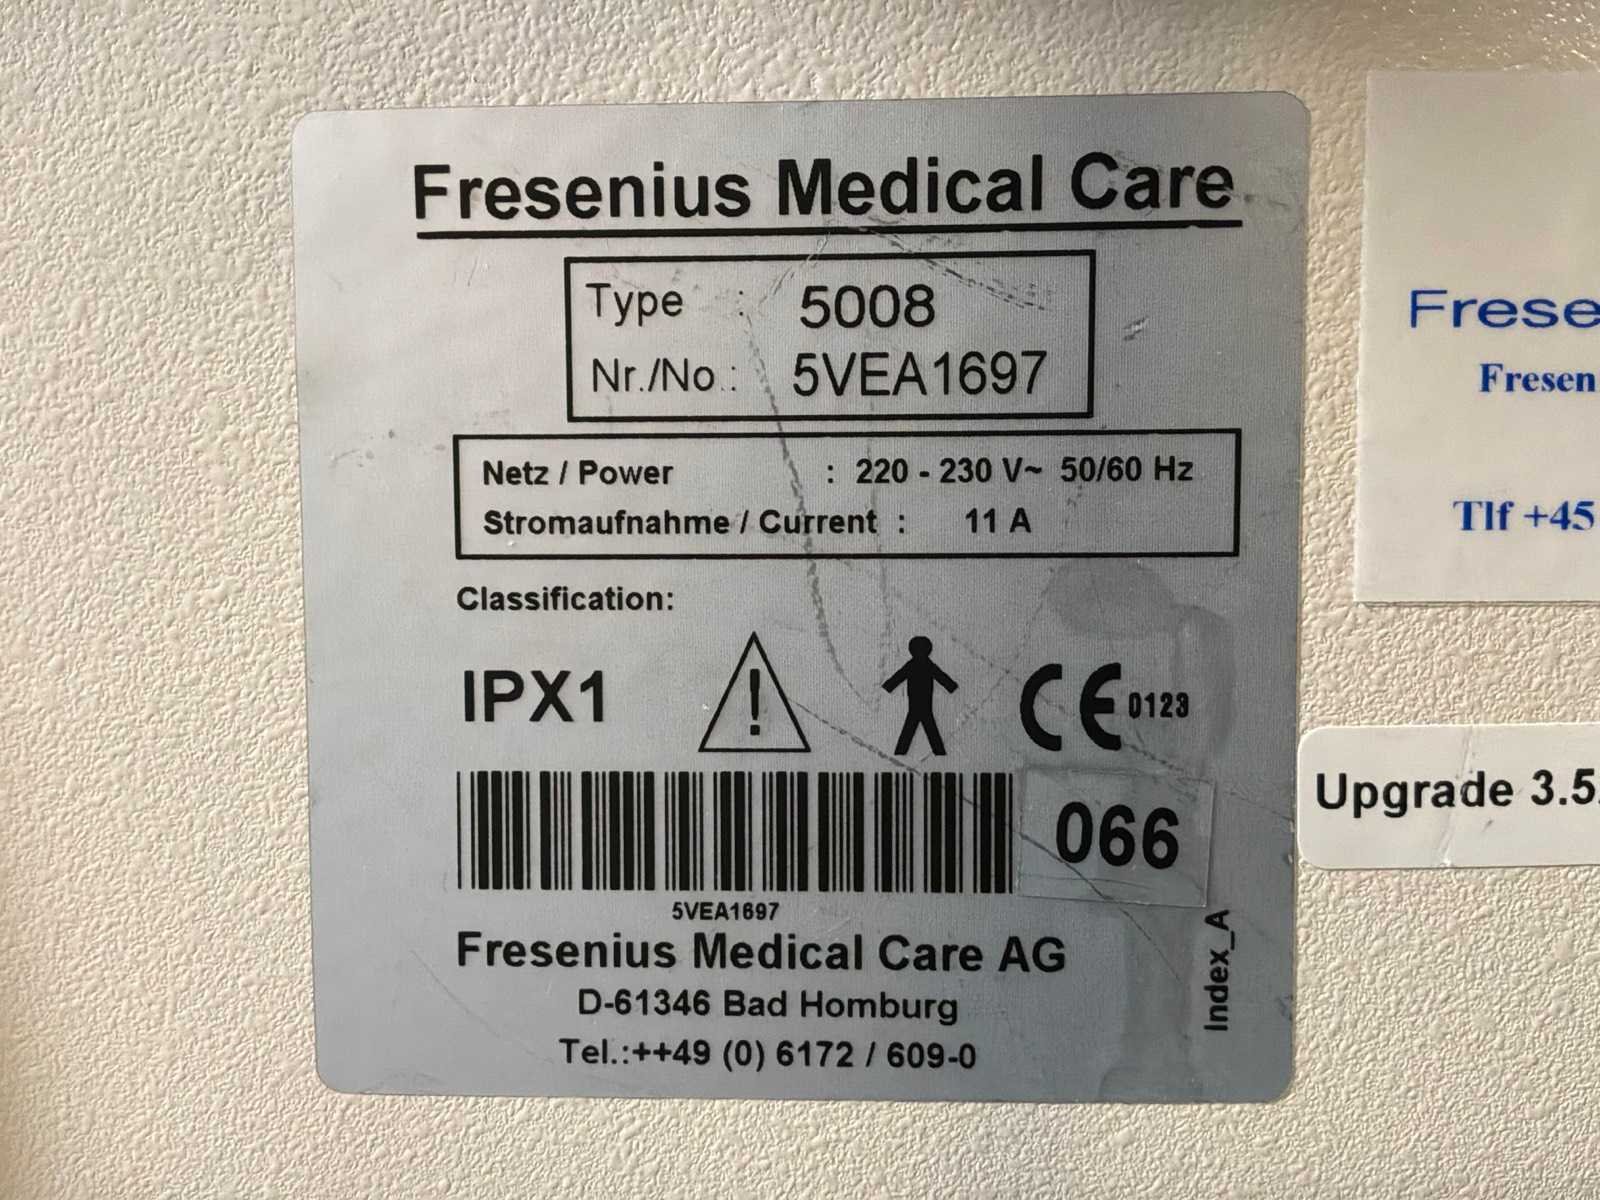 Fresenius Medical Care
Type : 5008
Nr./No.: 5VEA1697
Netz / Power : 220 - 230 V~ 50/60 Hz
Stromaufnahme / Current : 11 A
Classification:
IPX1 ! CE 0123
066
5VEA1697
Fresenius Medical Care AG
D-61346 Bad Homburg
Tel.:++49 (0) 6172 / 609-0
Index_A
Frese
Fresen
Tlf +45
Upgrade 3.5